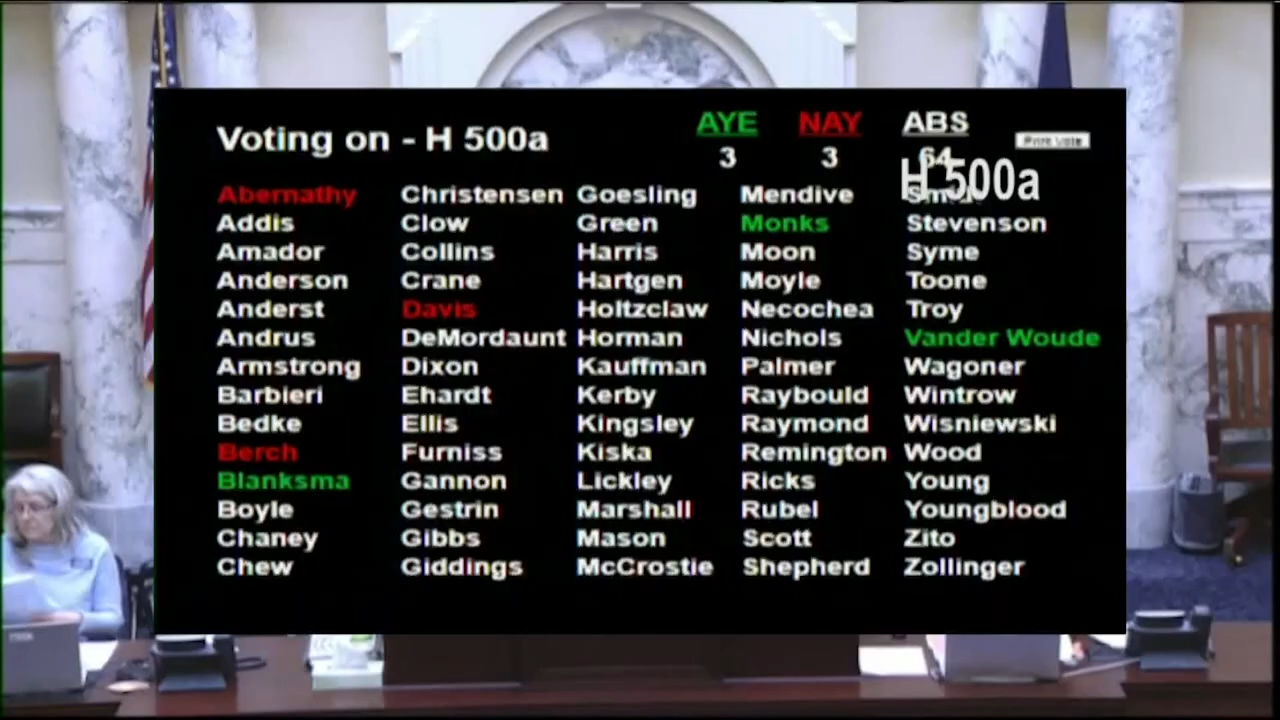 Voting on - H 500a AYE NAY ABS
3 3 64
Print Vote
H 500a
Abernathy Christensen Goesling Mendive
Addis Clow Green Monks Stevenson
Amador Collins Harris Moon Syme
Anderson Crane Hartgen Moyle Toone
Anderst Davis Holtzclaw Necochea Troy
Andrus DeMordaunt Horman Nichols Vander Woude
Armstrong Dixon Kauffman Palmer Wagoner
Barbieri Ehardt Kerby Raybould Wintrow
Bedke Ellis Kingsley Raymond Wisniewski
Berch Furniss Kiska Remington Wood
Blanksma Gannon Lickley Ricks Young
Boyle Gestrin Marshall Rubel Youngblood
Chaney Gibbs Mason Scott Zito
Chew Giddings McCrostie Shepherd Zollinger